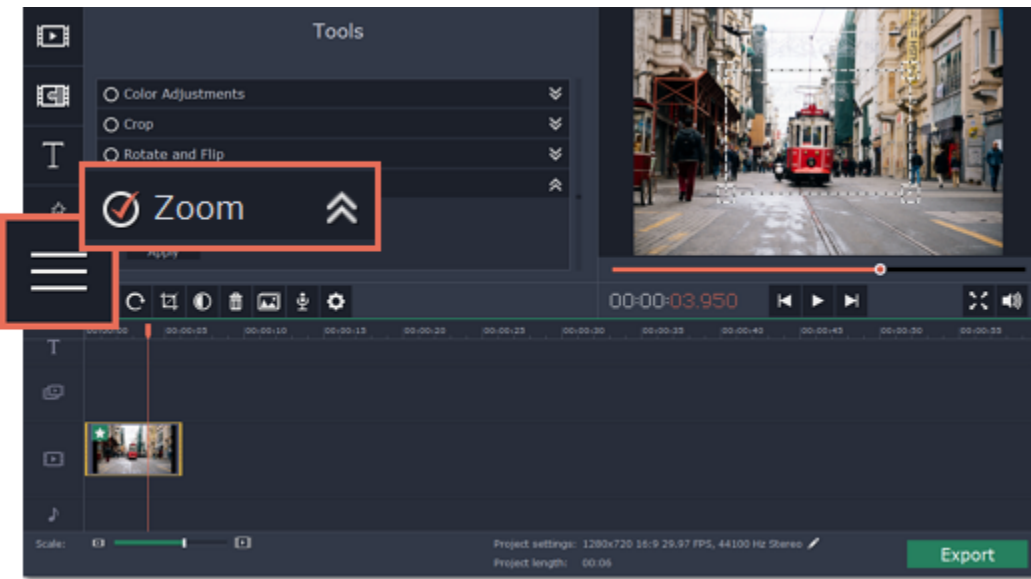 Tools
Color Adjustments
Crop
Rotate and Flip
Zoom
Apply
00:00:03.950
00:00:00 00:00:05 00:00:10 00:00:15 00:00:20 00:00:25 00:00:30 00:00:35 00:00:40 00:00:45 00:00:50 00:00:55
Scale:
Project settings: 1280x720 16:9 29.97 FPS, 44100 Hz Stereo
Project length: 00:06
Export